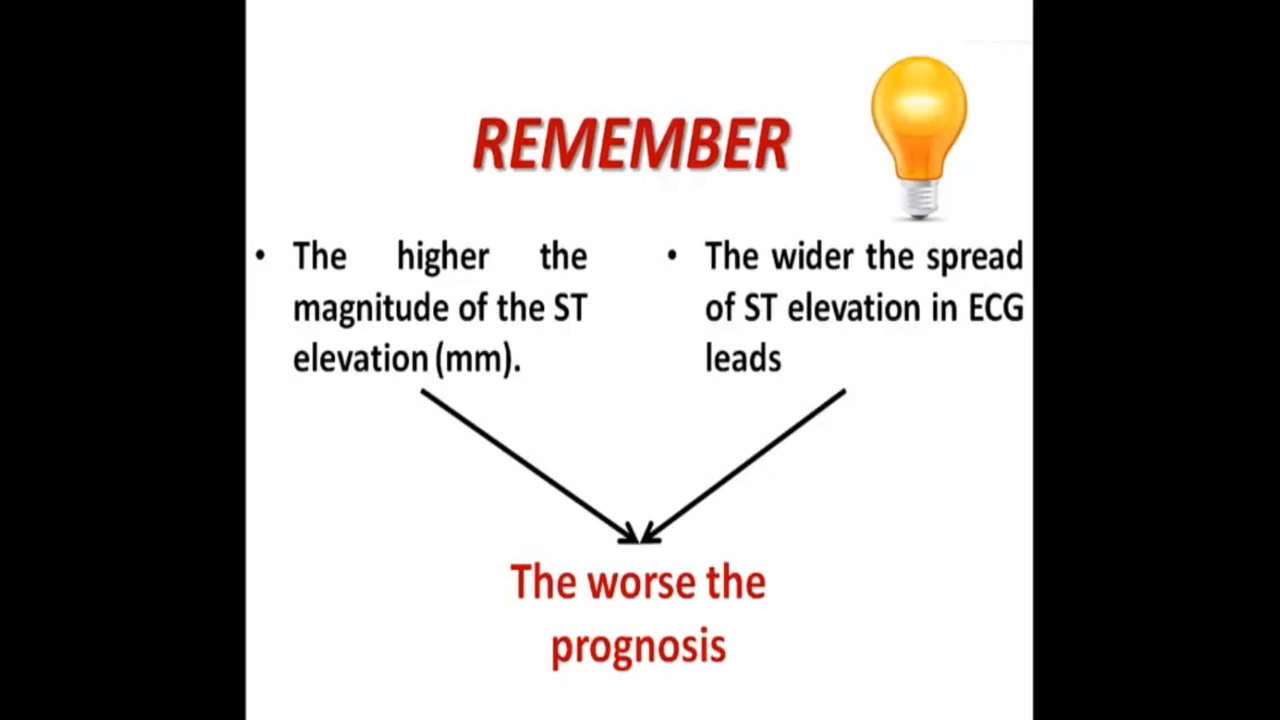 REMEMBER
• The higher the
magnitude of the ST
elevation (mm).
• The wider the spread
of ST elevation in ECG
leads
The worse the
prognosis